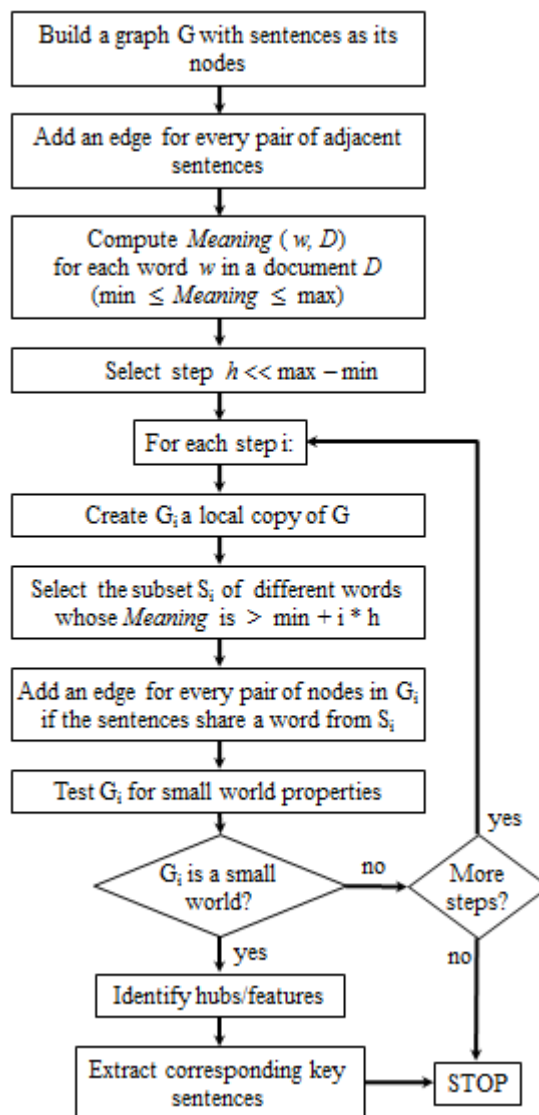 Build a graph G with sentences as its
nodes
Add an edge for every pair of adjacent
sentences
Compute Meaning ( w, D)
for each word w in a document D
(min ≤ Meaning ≤ max)
Select step h << max – min
For each step i:
Create Gi a local copy of G
Select the subset Si of different words
whose Meaning is > min + i * h
Add an edge for every pair of nodes in Gi
if the sentences share a word from Si
Test Gi for small world properties
yes
Gi is a small
world?
no
More
steps?
yes
no
Identify hubs/features
Extract corresponding key
sentences
STOP